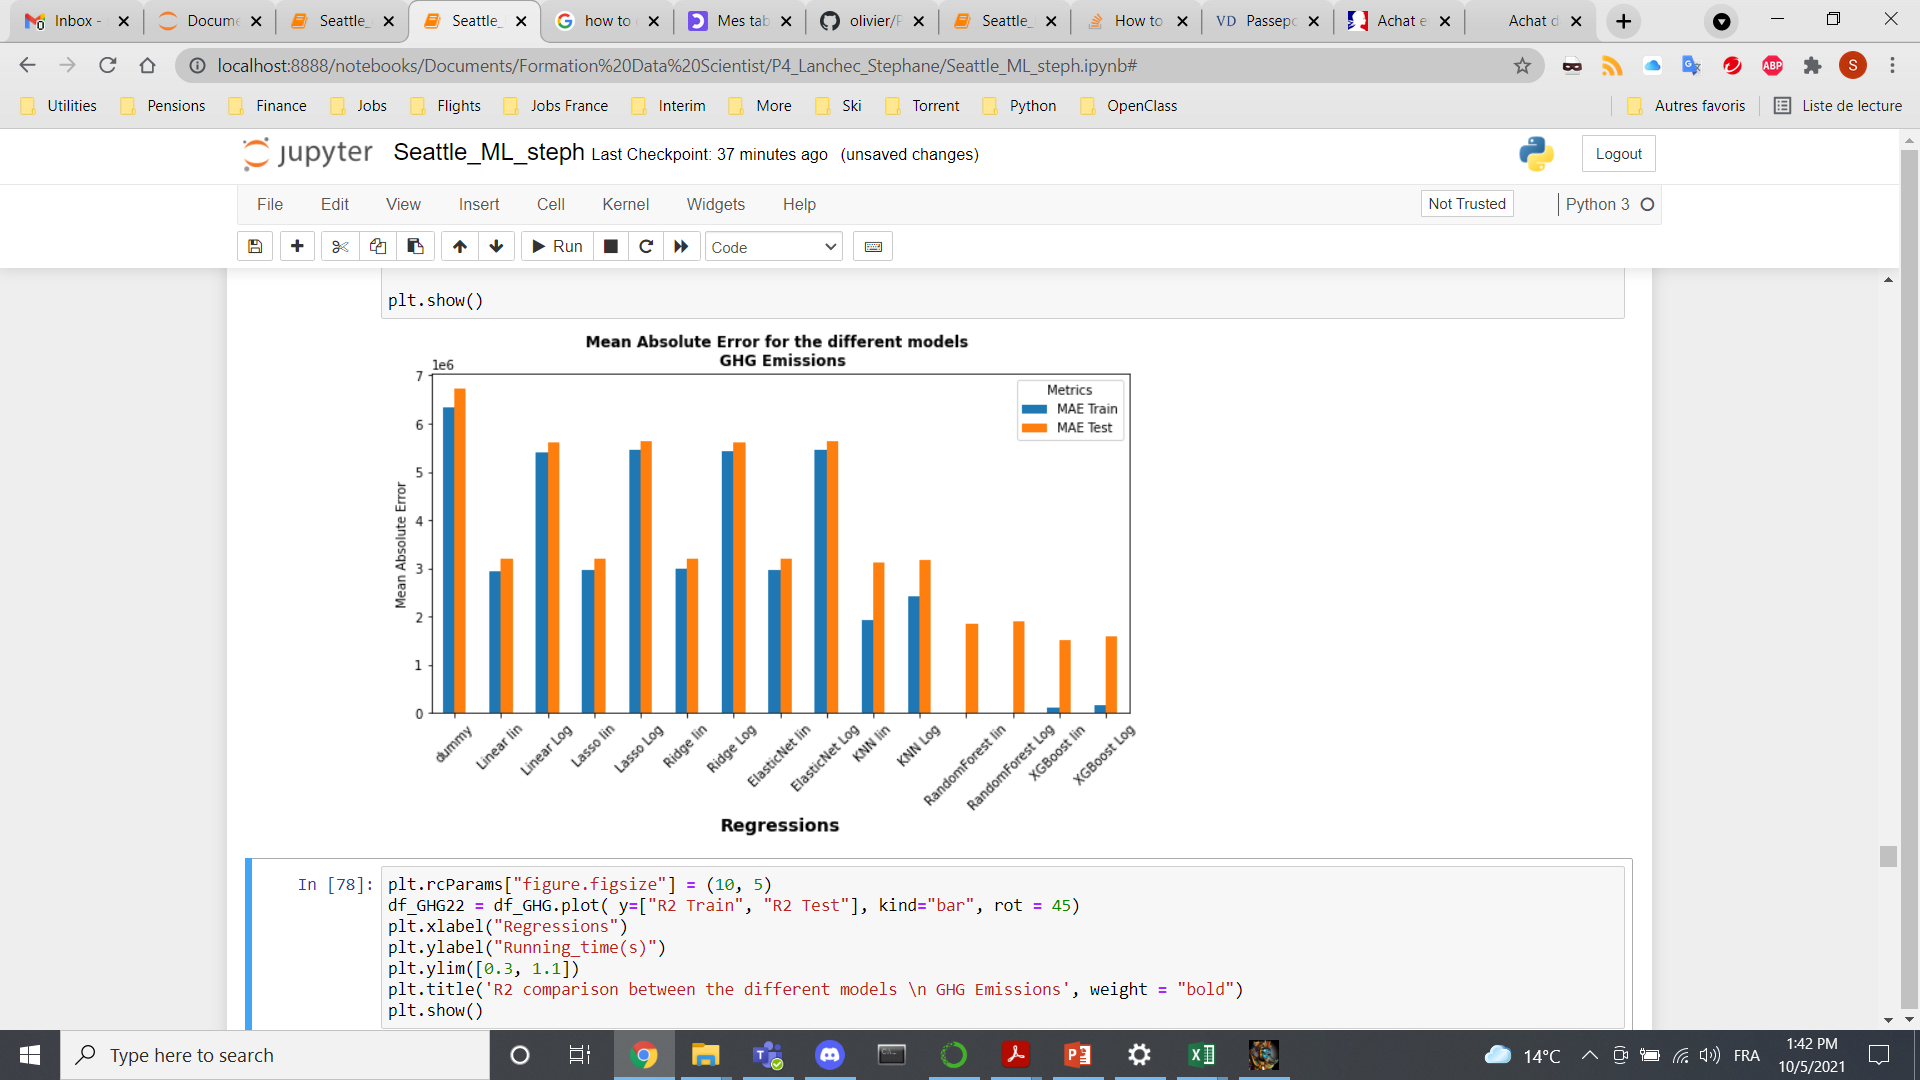 Inbox -
Docume
Seattle_
Seattle_
how to
Mes tab
olivier/P
Seattle_
How to
VD Passepo
Achat e
Achat d
localhost:8888/notebooks/Documents/Formation%20Data%20Scientist/P4_Lanchec_Stephane/Seattle_ML_steph.ipynb#
ABP
S
Utilities
Pensions
Finance
Jobs
Flights
Jobs France
Interim
More
Ski
Torrent
Python
OpenClass
Autres favoris
Liste de lecture
jupyter Seattle_ML_steph Last Checkpoint: 37 minutes ago (unsaved changes)
Logout
File Edit View Insert Cell Kernel Widgets Help
Not Trusted
Python 3
Run
Code
plt.show()
Mean Absolute Error for the different models
GHG Emissions
1e6
7
6
5
4
3
2
1
0
Mean Absolute Error
Metrics
MAE Train
MAE Test
dummy
Linear lin
Linear Log
Lasso lin
Lasso Log
Ridge lin
Ridge Log
ElasticNet lin
ElasticNet Log
KNN lin
KNN Log
RandomForest lin
RandomForest Log
XGBoost lin
XGBoost Log
Regressions
In [78]:
plt.rcParams["figure.figsize"] = (10, 5)
df_GHG22 = df_GHG.plot( y=["R2 Train", "R2 Test"], kind="bar", rot = 45)
plt.xlabel("Regressions")
plt.ylabel("Running_time(s)")
plt.ylim([0.3, 1.1])
plt.title('R2 comparison between the different models \n GHG Emissions', weight = "bold")
plt.show()
Type here to search
14°C
FRA
1:42 PM
10/5/2021